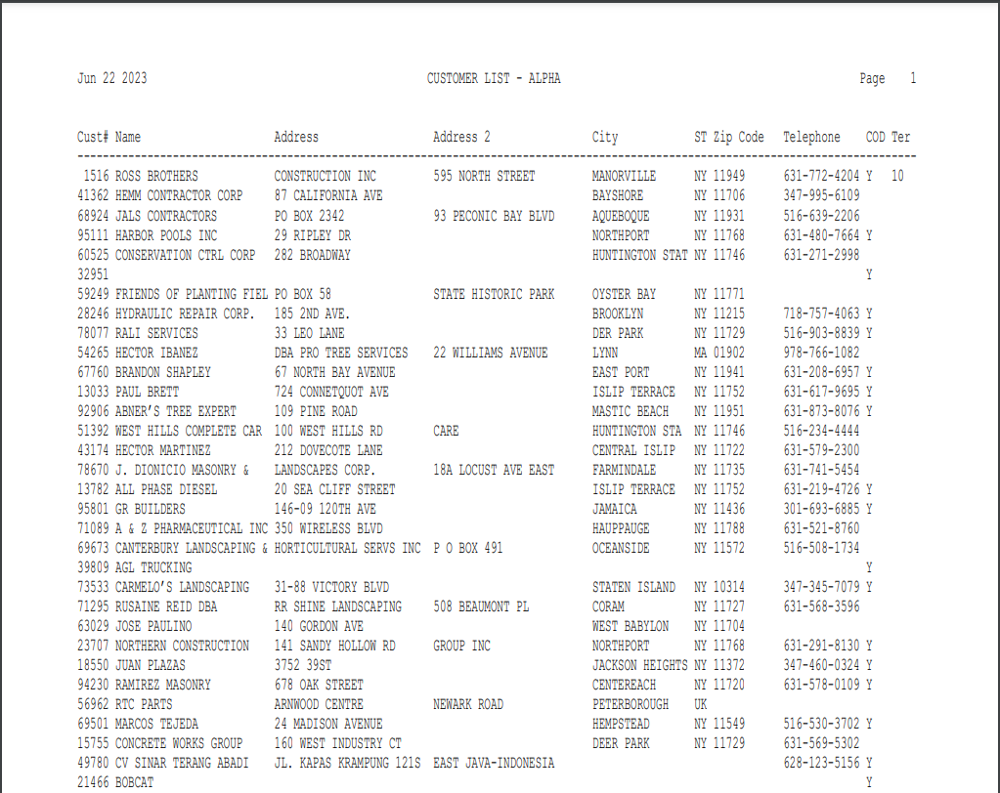 Jun 22 2023 CUSTOMER LIST - ALPHA Page 1
Cust# Name Address Address 2 City ST Zip Code Telephone COD Ter
1516 ROSS BROTHERS CONSTRUCTION INC 595 NORTH STREET MANORVILLE NY 11949 631-772-4204 Y 10
41362 HEMM CONTRACTOR CORP 87 CALIFORNIA AVE BAYSHORE NY 11706 347-995-6109
68924 JALS CONTRACTORS PO BOX 2342 93 PECONIC BAY BLVD AQUEBOQUE NY 11931 516-639-2206
95111 HARBOR POOLS INC 29 RIPLEY DR NORTHPORT NY 11768 631-480-7664 Y
60525 CONSERVATION CTRL CORP 282 BROADWAY HUNTINGTON STAT NY 11746 631-271-2998
32951 Y
59249 FRIENDS OF PLANTING FIEL PO BOX 58 STATE HISTORIC PARK OYSTER BAY NY 11771
28246 HYDRAULIC REPAIR CORP. 185 2ND AVE. BROOKLYN NY 11215 718-757-4063 Y
78077 RALI SERVICES 33 LEO LANE DER PARK NY 11729 516-903-8839 Y
54265 HECTOR IBANEZ DBA PRO TREE SERVICES 22 WILLIAMS AVENUE LYNN MA 01902 978-766-1082
67760 BRANDON SHAPLEY 67 NORTH BAY AVENUE EAST PORT NY 11941 631-208-6957 Y
13033 PAUL BRETT 724 CONNETQUOT AVE ISLIP TERRACE NY 11752 631-617-9695 Y
92906 ABNER'S TREE EXPERT 109 PINE ROAD MASTIC BEACH NY 11951 631-873-8076 Y
51392 WEST HILLS COMPLETE CAR 100 WEST HILLS RD CARE HUNTINGTON STA NY 11746 516-234-4444
43174 HECTOR MARTINEZ 212 DOVECOTE LANE CENTRAL ISLIP NY 11722 631-579-2300
78670 J. DIONICIO MASONRY & LANDSCAPES CORP. 18A LOCUST AVE EAST FARMINDALE NY 11735 631-741-5454
13782 ALL PHASE DIESEL 20 SEA CLIFF STREET ISLIP TERRACE NY 11752 631-219-4726 Y
95801 GR BUILDERS 146-09 120TH AVE JAMAICA NY 11436 301-693-6885 Y
71089 A & Z PHARMACEUTICAL INC 350 WIRELESS BLVD HAUPPAUGE NY 11788 631-521-8760
69673 CANTERBURY LANDSCAPING & HORTICULTURAL SERVS INC P O BOX 491 OCEANSIDE NY 11572 516-508-1734
39809 AGL TRUCKING Y
73533 CARMELO'S LANDSCAPING 31-88 VICTORY BLVD STATEN ISLAND NY 10314 347-345-7079 Y
71295 RUSAINE REID DBA RR SHINE LANDSCAPING 508 BEAUMONT PL CORAM NY 11727 631-568-3596
63029 JOSE PAULINO 140 GORDON AVE WEST BABYLON NY 11704
23707 NORTHERN CONSTRUCTION 141 SANDY HOLLOW RD GROUP INC NORTHPORT NY 11768 631-291-8130 Y
18550 JUAN PLAZAS 3752 39ST JACKSON HEIGHTS NY 11372 347-460-0324 Y
94230 RAMIREZ MASONRY 678 OAK STREET CENTEREACH NY 11720 631-578-0109 Y
56962 RTC PARTS ARNWOOD CENTRE NEWARK ROAD PETERBOROUGH UK
69501 MARCOS TEJEDA 24 MADISON AVENUE HEMPSTEAD NY 11549 516-530-3702 Y
15755 CONCRETE WORKS GROUP 160 WEST INDUSTRY CT DEER PARK NY 11729 631-569-5302
49780 CV SINAR TERANG ABADI JL. KAPAS KRAMPUNG 121S EAST JAVA-INDONESIA 628-123-5156 Y
21466 BOBCAT Y